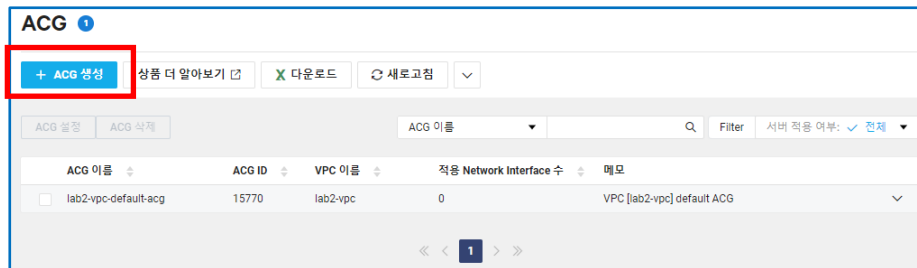 ACG 1
+ ACG 생성 상품 더 알아보기 X 다운로드 새로고침
ACG 설정 ACG 삭제 ACG 이름 Filter 서버 적용 여부: 전체
ACG 이름 ACG ID VPC 이름 적용 Network Interface 수 메모
lab2-vpc-default-acg 15770 lab2-vpc 0 VPC [lab2-vpc] default ACG
1